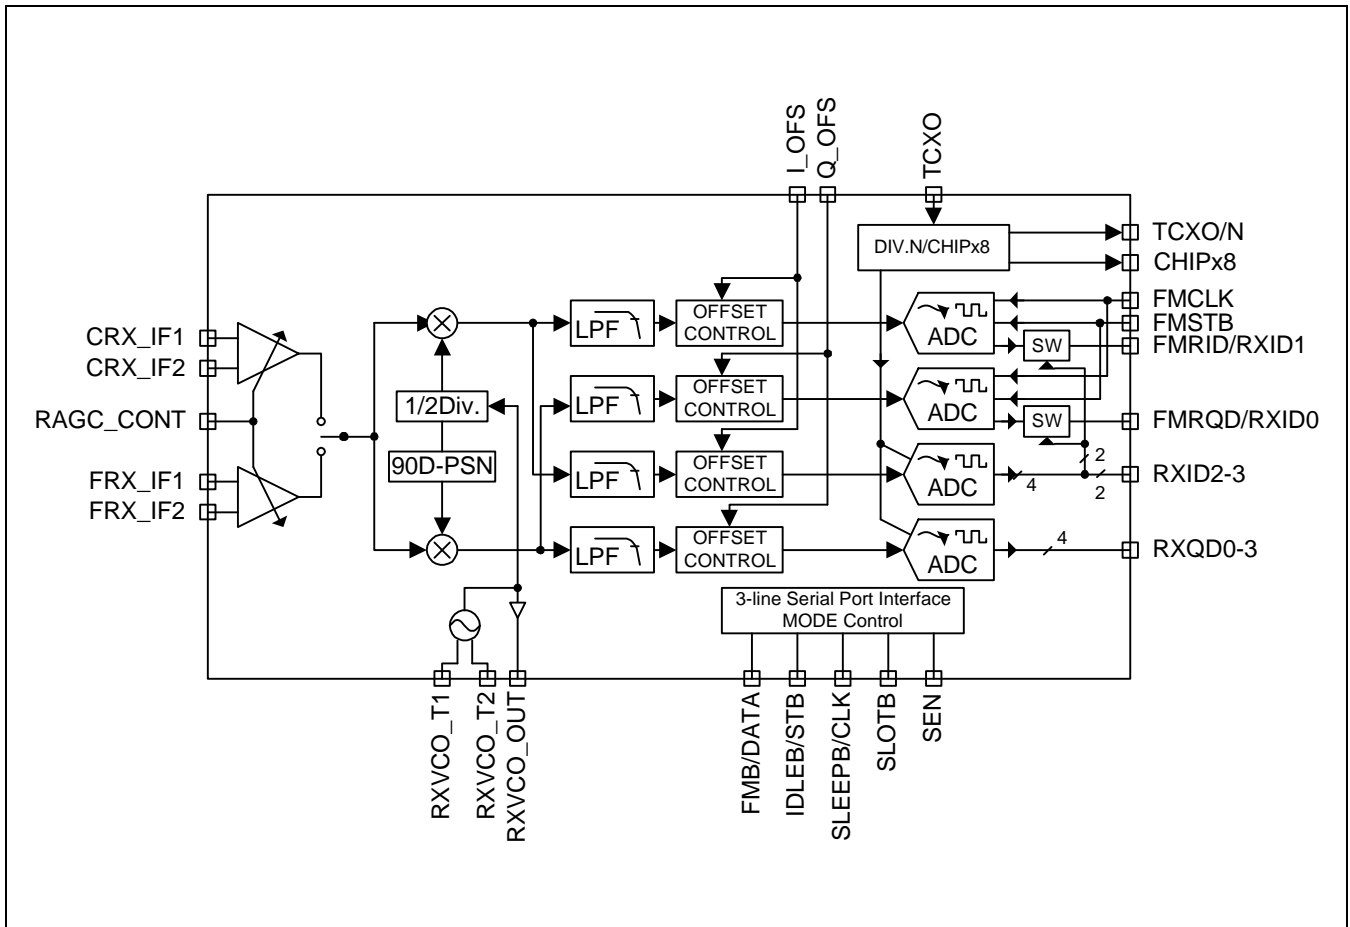 I_OFS
Q_OFS
TCXO
TCXO/N
DIV.N/CHIPx8
CHIPx8
FMCLK
FMSTB
FMRID/RXID1
CRX_IF1
CRX_IF2
LPF
OFFSET
CONTROL
ADC
SW
RAGC_CONT
1/2Div.
LPF
OFFSET
CONTROL
ADC
SW
FMRQD/RXID0
FRX_IF1
FRX_IF2
90D-PSN
LPF
OFFSET
CONTROL
ADC
4
2
2
RXID2-3
LPF
OFFSET
CONTROL
ADC
4
RXQD0-3
3-line Serial Port Interface
MODE Control
RXVCO_T1
RXVCO_T2
RXVCO_OUT
FMB/DATA
IDLEB/STB
SLEEPB/CLK
SLOTB
SEN